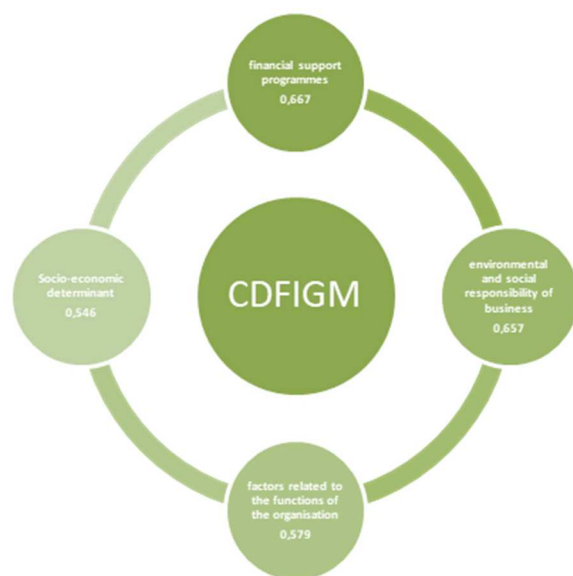 financial support
programmes
0,667
Socio-economic
determinant
0,546
CDFIGM
environmental
and social
responsibility of
business
0,657
factors related to
the functions of
the organisation
0,579